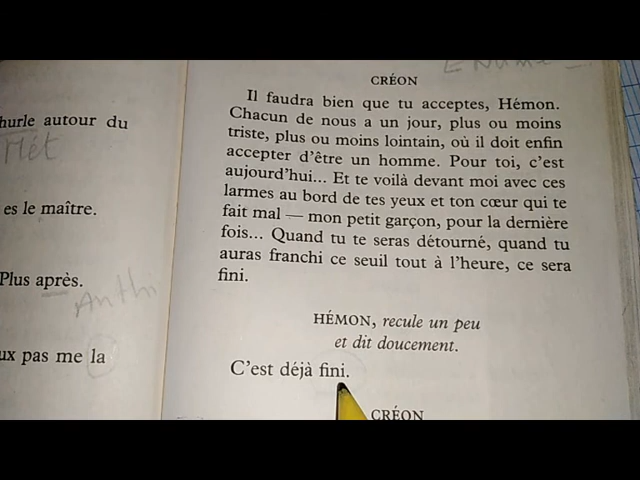 hurle autour du
Mét
es le maître.
Plus après.
Anthi
ux pas me la
CRÉON
Il faudra bien que tu acceptes, Hémon.
Chacun de nous a un jour, plus ou moins
triste, plus ou moins lointain, où il doit enfin
accepter d'être un homme. Pour toi, c'est
aujourd'hui... Et te voilà devant moi avec ces
larmes au bord de tes yeux et ton cœur qui te
fait mal — mon petit garçon, pour la dernière
fois... Quand tu te seras détourné, quand tu
auras franchi ce seuil tout à l'heure, ce sera
fini.
HÉMON, recule un peu
et dit doucement.
C'est déjà fini.
CRÉON